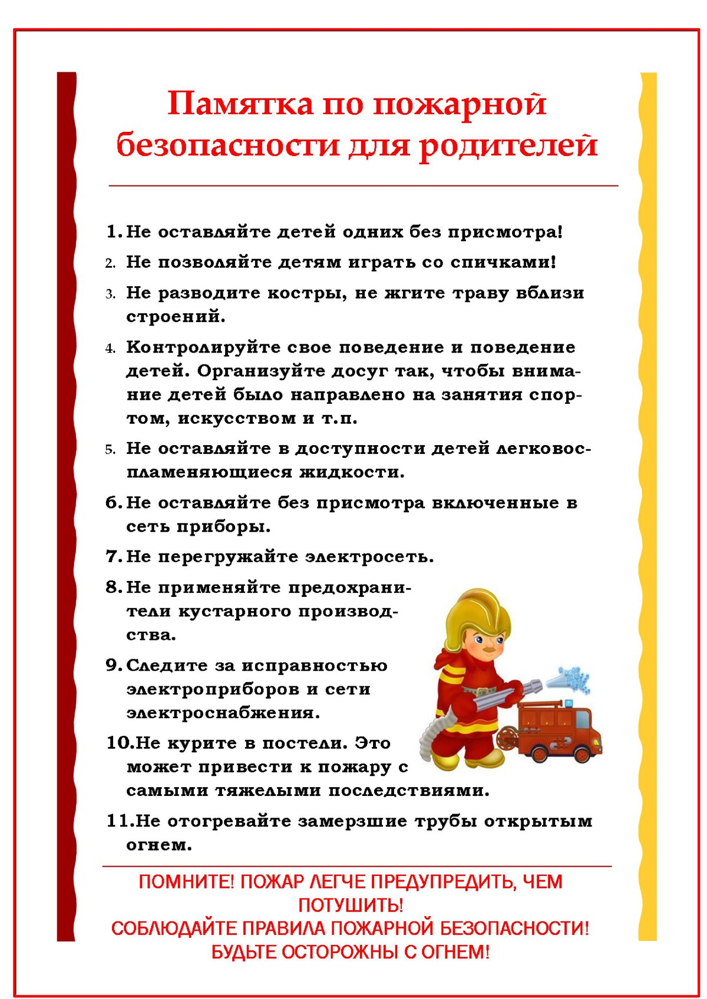 Памятка по пожарной
безопасности для родителей
1. Не оставляйте детей одних без присмотра!
2. Не позволяйте детям играть со спичками!
3. Не разводите костры, не жгите траву вблизи
строений.
4. Контролируйте свое поведение и поведение
детей. Организуйте досуг так, чтобы внима-
ние детей было направлено на занятия спор-
том, искусством и т.п.
5. Не оставляйте в доступности детей легковос-
пламеняющиеся жидкости.
6. Не оставляйте без присмотра включенные в
сеть приборы.
7. Не перегружайте электросеть.
8. Не применяйте предохрани-
тели кустарного производ-
ства.
9. Следите за исправностью
электроприборов и сети
электроснабжения.
10.Не курите в постели. Это
может привести к пожару с
самыми тяжелыми последствиями.
11.Не отогревайте замерзшие трубы открытым
огнем.
ПОМНИТЕ! ПОЖАР ЛЕГЧЕ ПРЕДУПРЕДИТЬ, ЧЕМ
ПОТУШИТЬ!
СОБЛЮДАЙТЕ ПРАВИЛА ПОЖАРНОЙ БЕЗОПАСНОСТИ!
БУДЬТЕ ОСТОРОЖНЫ С ОГНЕМ!